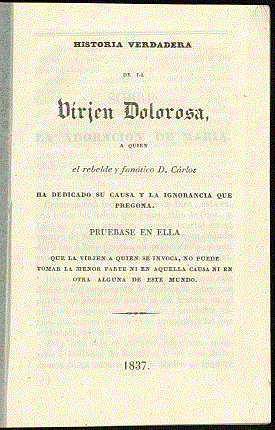 HISTORIA VERDADERA
DE LA
Vírjen Dolorosa,
A QUIEN
el rebelde y fanático D. Cárlos
HA DEDICADO SU CAUSA Y LA IGNORANCIA QUE
PREGONA.
PRUEBASE EN ELLA
QUE LA VIRJEN A QUIEN SE INVOCA, NO PUEDE
TOMAR LA MENOR PARTE NI EN AQUELLA CAUSA NI EN
OTRA ALGUNA DE ESTE MUNDO.
1837.